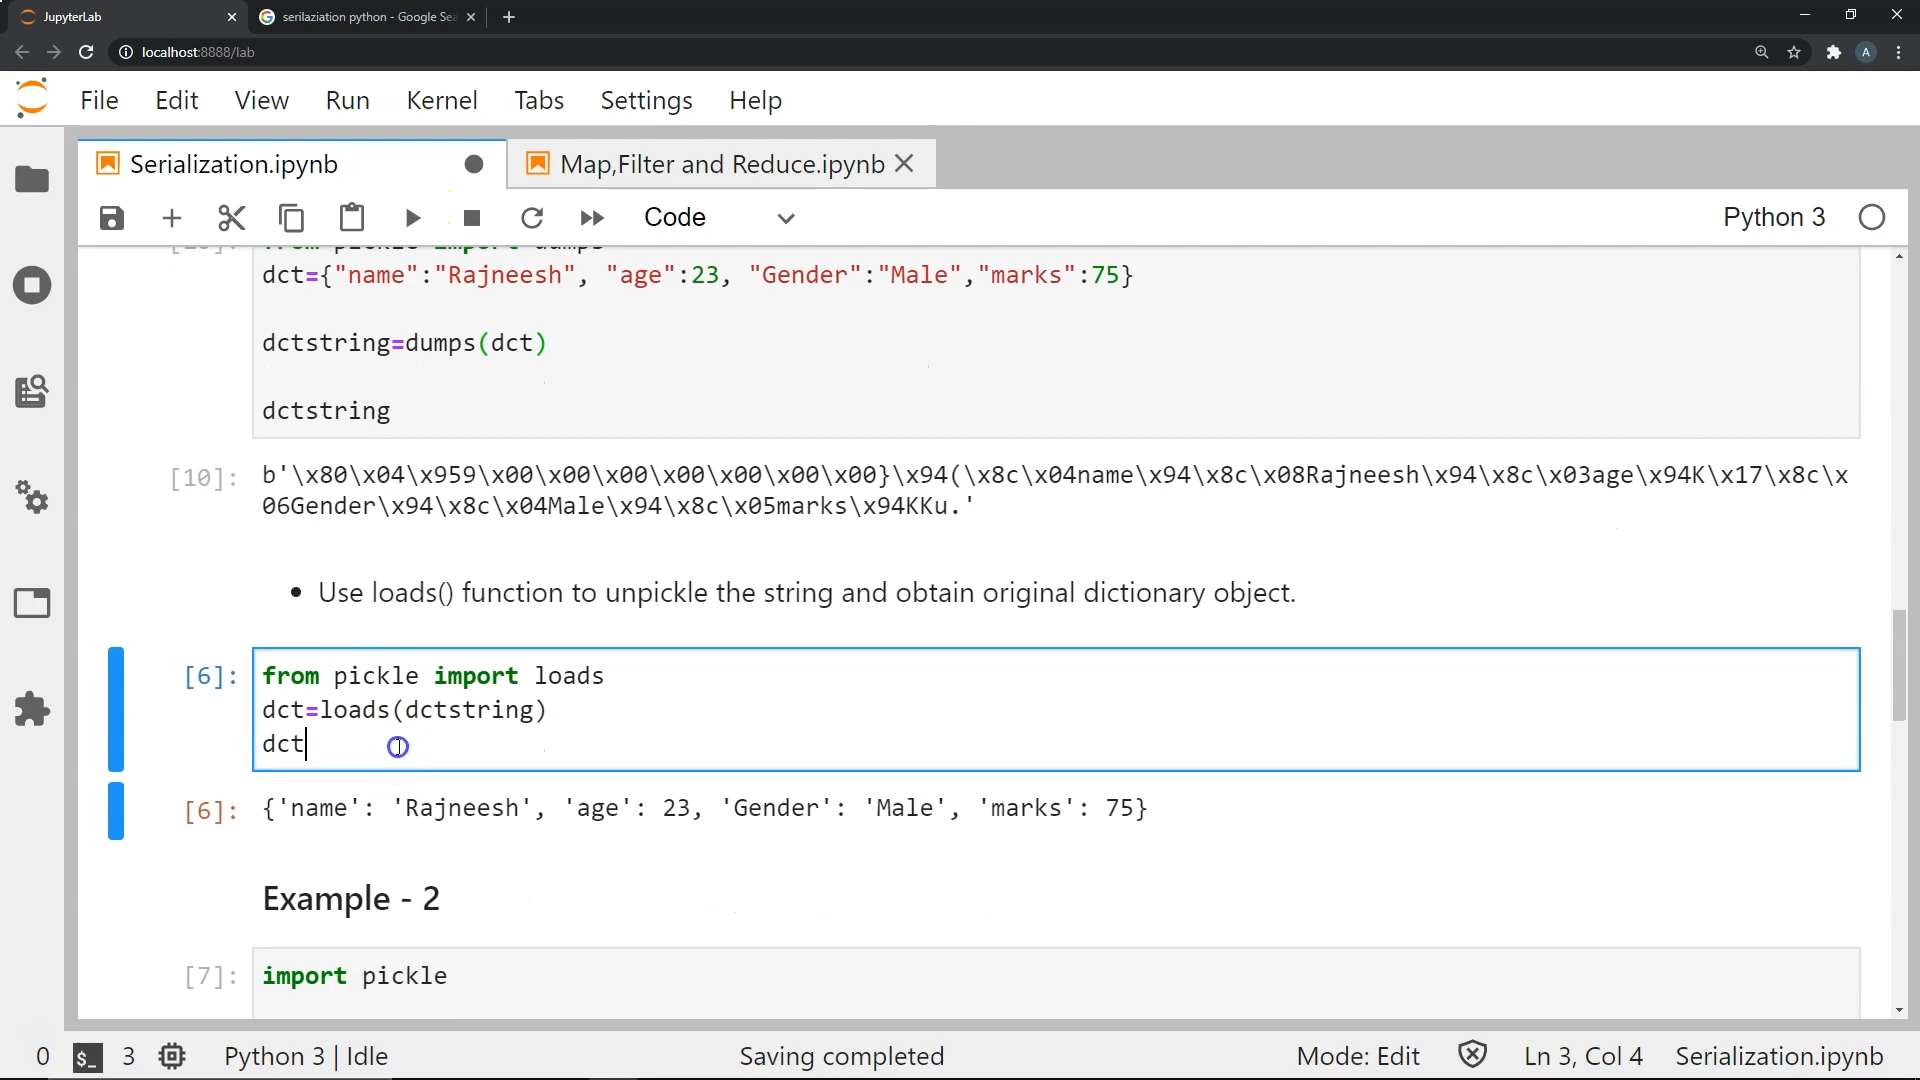 JupyterLab
serilaziation python - Google Sea
localhost:8888/lab
A
File Edit View Run Kernel Tabs Settings Help
Serialization.ipynb
Map,Filter and Reduce.ipynb
Code
Python 3
from pickle import dumps
dct={"name":"Rajneesh", "age":23, "Gender":"Male","marks":75}
dctstring=dumps(dct)
dctstring
[10]: b'\x80\x04\x959\x00\x00\x00\x00\x00\x00\x00}\x94(\x8c\x04name\x94\x8c\x08Rajneesh\x94\x8c\x03age\x94K\x17\x8c\x
06Gender\x94\x8c\x04Male\x94\x8c\x05marks\x94KKu.'
• Use loads() function to unpickle the string and obtain original dictionary object.
[6]: from pickle import loads
dct=loads(dctstring)
dct
[6]: {'name': 'Rajneesh', 'age': 23, 'Gender': 'Male', 'marks': 75}
Example - 2
[7]: import pickle
0 $_ 3 Python 3 | Idle Saving completed Mode: Edit Ln 3, Col 4 Serialization.ipynb